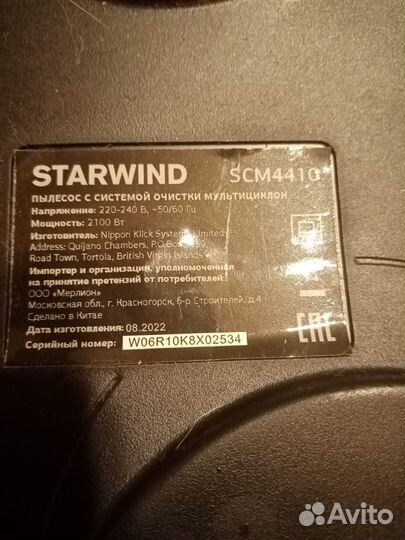 STARWIND SCM4410
ПЫЛЕСОС С СИСТЕМОЙ ОЧИСТКИ МУЛЬТИЦИКЛОН
Напряжение: 220-240 В, ~50/60 Гц
Мощность: 2100 Вт
Изготовитель: Nippon Klick Systems Limited
Address: Quijano Chambers, P.O. Box
Road Town, Tortola, British Virgin Islands
Импортер и организация, уполномоченная
на принятие претензий от потребителей:
ООО «Мерлион»
Московская обл., г. Красногорск, б-р Строителей, д.4
Сделано в Китае
Дата изготовления: 08.2022
Серийный номер: W06R10K8X02534
EAC
Avito